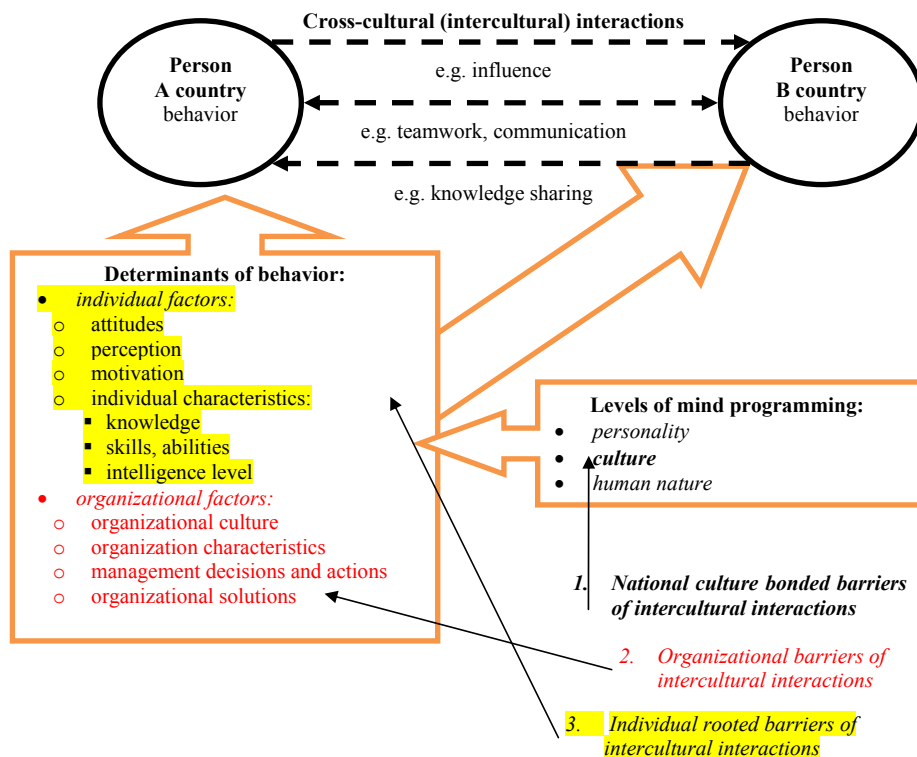 Cross-cultural (intercultural) interactions
Person
A country
behavior
e.g. influence
e.g. teamwork, communication
e.g. knowledge sharing
Person
B country
behavior
Determinants of behavior:
• individual factors:
o attitudes
o perception
o motivation
o individual characteristics:
▪ knowledge
▪ skills, abilities
▪ intelligence level
• organizational factors:
o organizational culture
o organization characteristics
o management decisions and actions
o organizational solutions
Levels of mind programming:
• personality
• culture
• human nature
1. National culture bonded barriers
of intercultural interactions
2. Organizational barriers of
intercultural interactions
3. Individual rooted barriers of
intercultural interactions